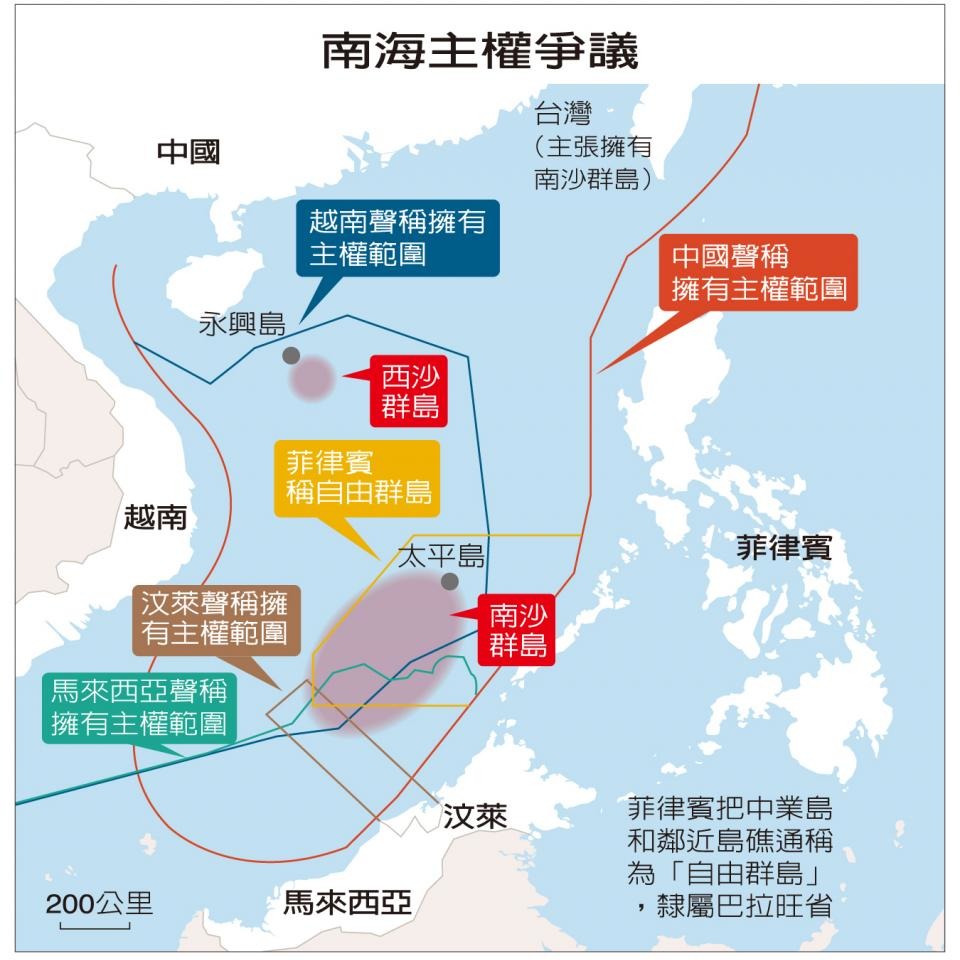 南海主權爭議
中國
台灣
（主張擁有
南沙群島）
越南聲稱擁有
主權範圍
中國聲稱
擁有主權範圍
永興島
西沙
群島
菲律賓
稱自由群島
越南
太平島
菲律賓
汶萊聲稱擁
有主權範圍
南沙
群島
馬來西亞聲稱
擁有主權範圍
汶萊
菲律賓把中業島
和鄰近島礁通稱
為「自由群島」
，隸屬巴拉旺省
200公里
馬來西亞